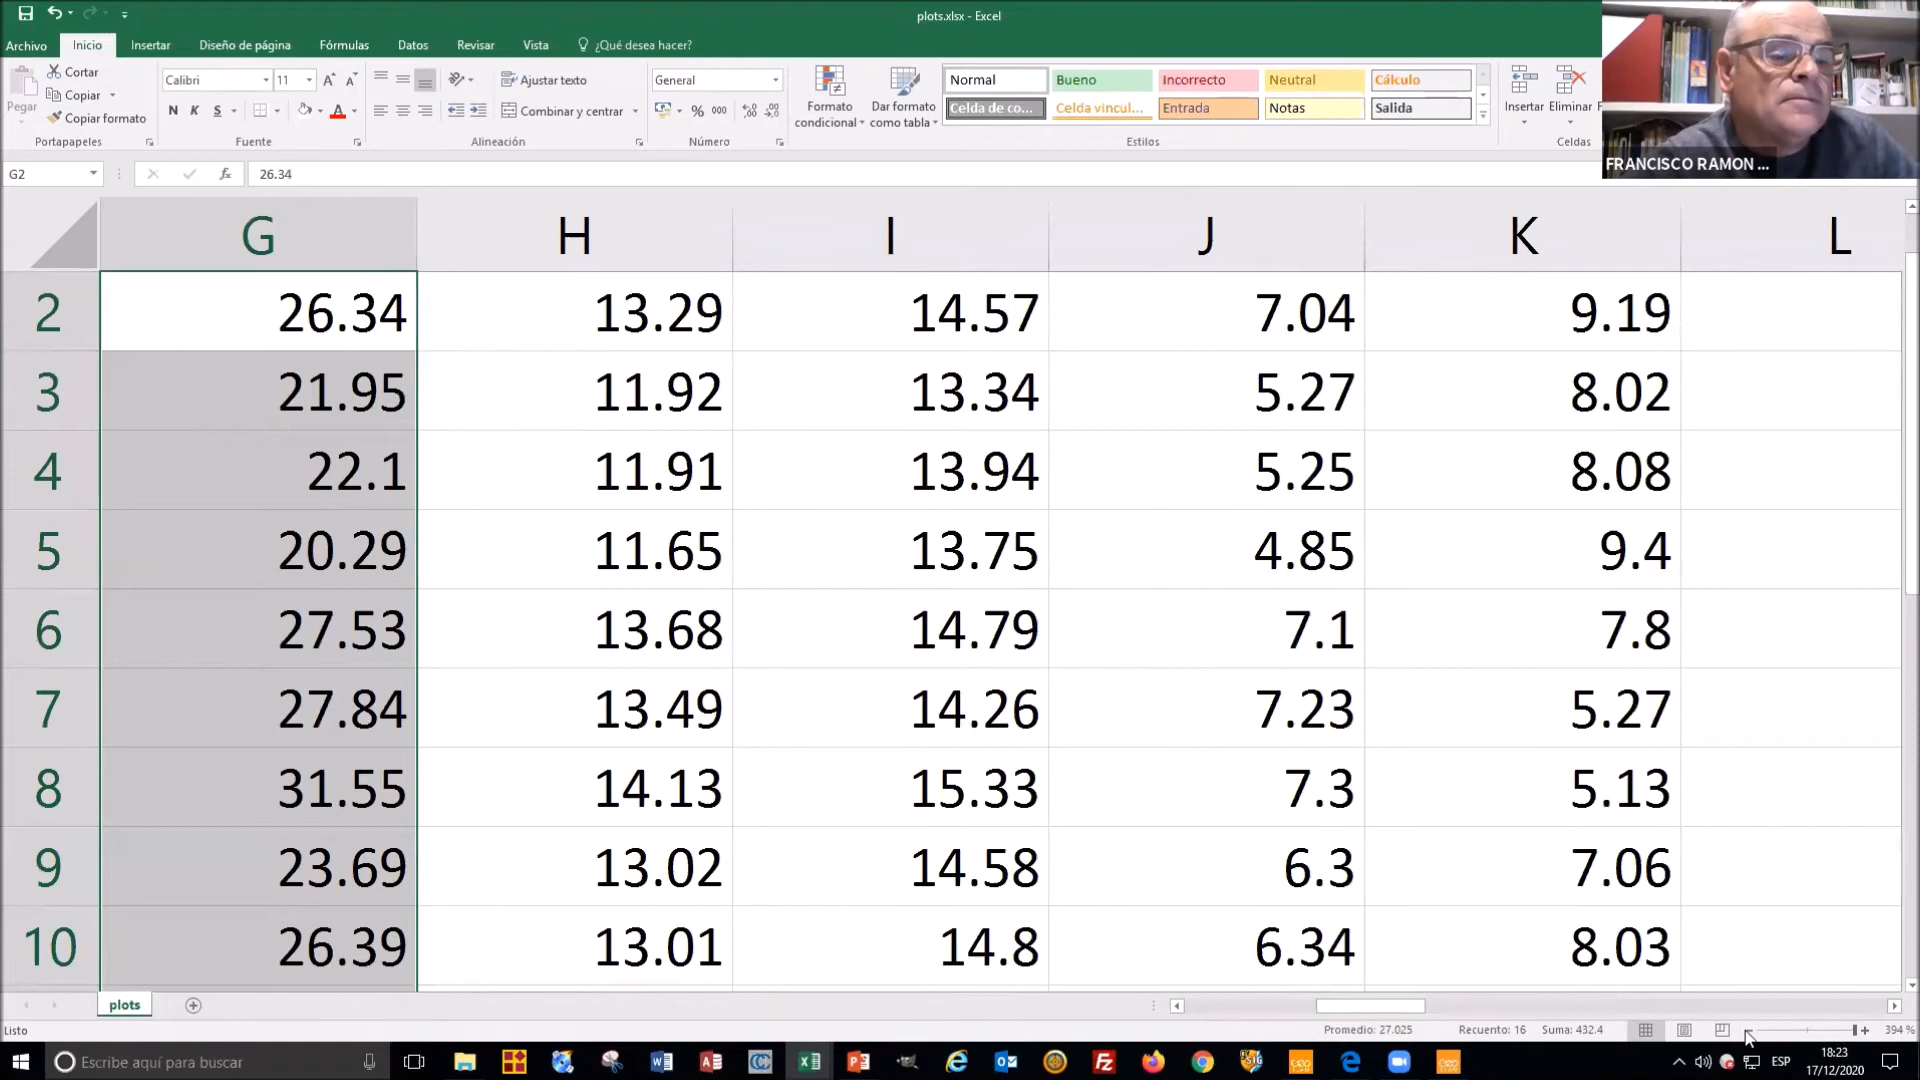 plots.xlsx - Excel
Archivo Inicio Insertar Diseño de página Fórmulas Datos Revisar Vista ¿Qué desea hacer?
Pegar
Cortar
Copiar
Copiar formato
Portapapeles
Calibri 11
N K S
Fuente
Ajustar texto
Combinar y centrar
Alineación
General
% 000
Número
Formato condicional
Dar formato como tabla
Normal Bueno Incorrecto Neutral Cálculo
Celda de co... Celda vincul... Entrada Notas Salida
Estilos
Insertar Eliminar
Celdas
FRANCISCO RAMON ...
G2 fx 26.34
G H I J K L
2 26.34 13.29 14.57 7.04 9.19
3 21.95 11.92 13.34 5.27 8.02
4 22.1 11.91 13.94 5.25 8.08
5 20.29 11.65 13.75 4.85 9.4
6 27.53 13.68 14.79 7.1 7.8
7 27.84 13.49 14.26 7.23 5.27
8 31.55 14.13 15.33 7.3 5.13
9 23.69 13.02 14.58 6.3 7.06
10 26.39 13.01 14.8 6.34 8.03
plots
Listo Promedio: 27.025 Recuento: 16 Suma: 432.4 394 %
Escribe aquí para buscar
ESP
18:23
17/12/2020